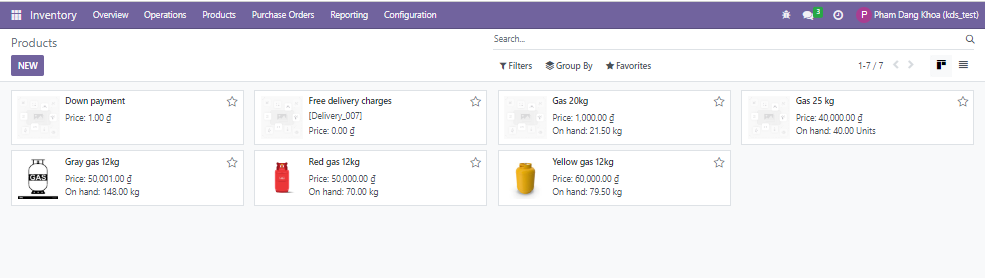 Inventory Overview Operations Products Purchase Orders Reporting Configuration 3 P Pham Dang Khoa (kds_test)
Products
Search...
NEW
Filters Group By Favorites 1-7 / 7
Down payment
Price: 1.00 ₫
Free delivery charges
[Delivery_007]
Price: 0.00 ₫
Gas 20kg
Price: 1,000.00 ₫
On hand: 21.50 kg
Gas 25 kg
Price: 40,000.00 ₫
On hand: 40.00 Units
GAS
Gray gas 12kg
Price: 50,001.00 ₫
On hand: 148.00 kg
Red gas 12kg
Price: 50,000.00 ₫
On hand: 70.00 kg
Yellow gas 12kg
Price: 60,000.00 ₫
On hand: 79.50 kg